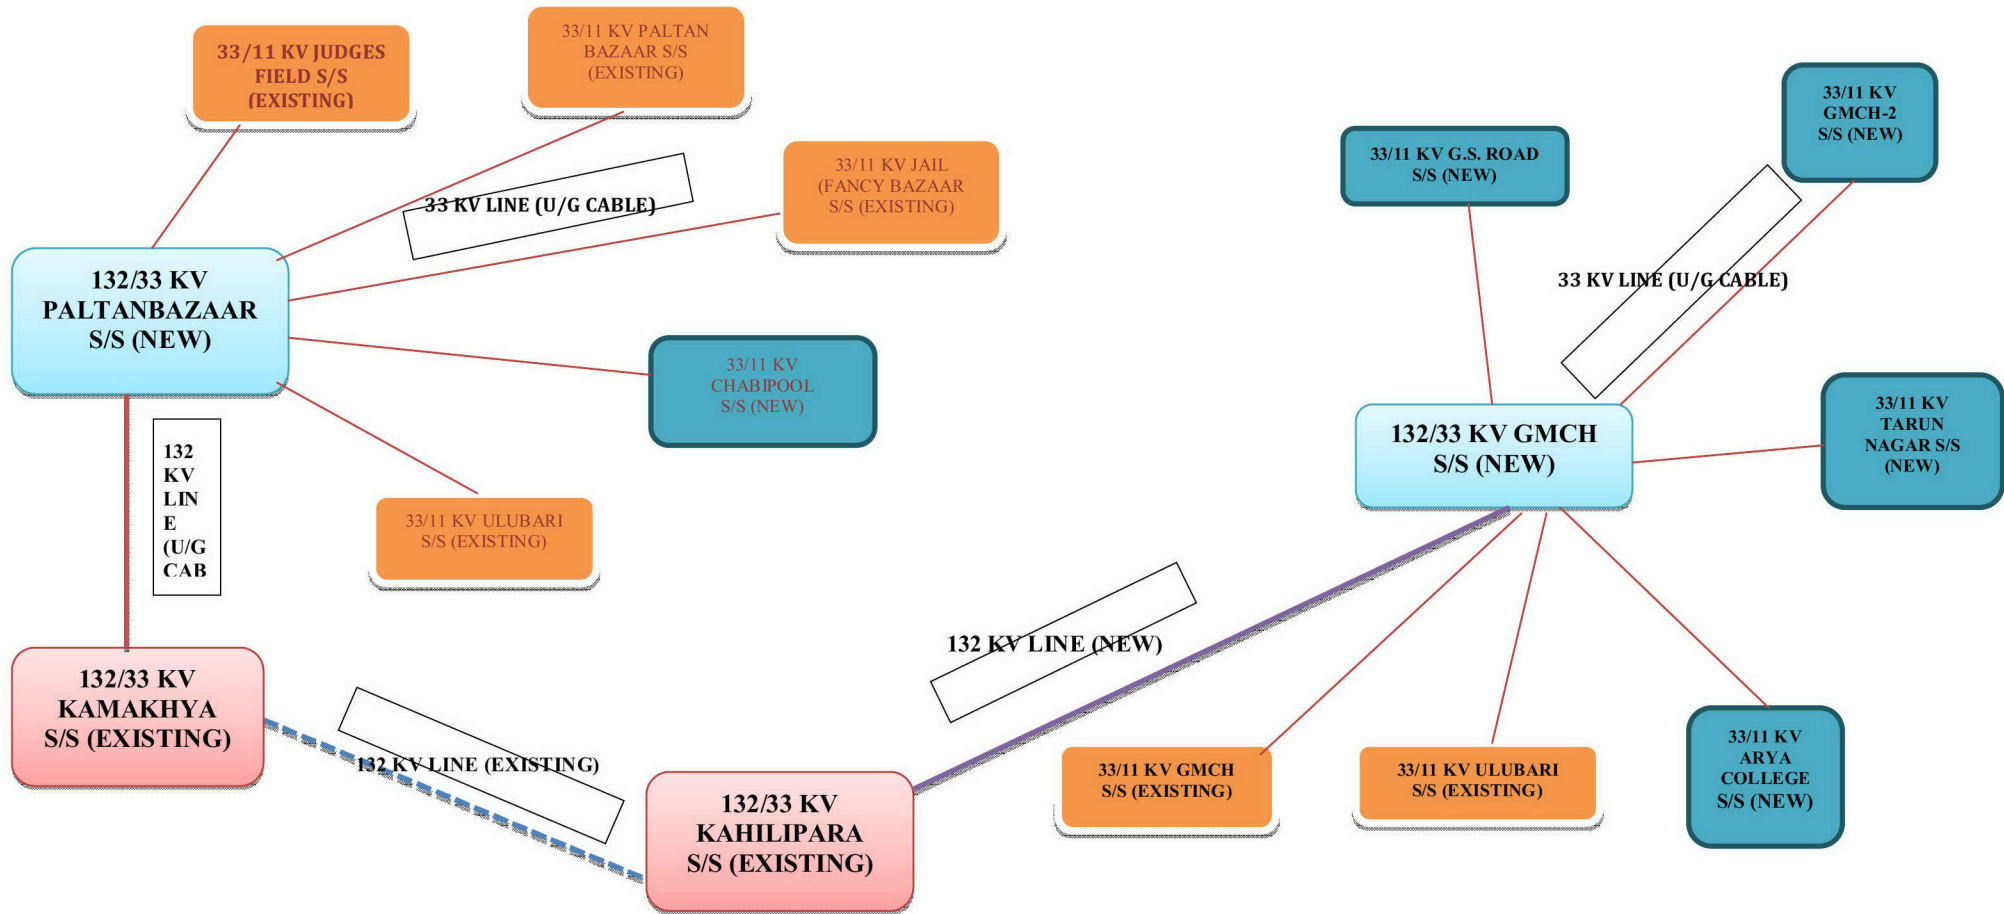 33/11 KV JUDGES
FIELD S/S
(EXISTING)
33/11 KV PALTAN
BAZAAR S/S
(EXISTING)
33/11 KV JAIL
(FANCY BAZAAR
S/S (EXISTING)
33 KV LINE (U/G CABLE)
132/33 KV
PALTANBAZAAR
S/S (NEW)
33/11 KV
CHABIPOOL
S/S (NEW)
33/11 KV ULUBARI
S/S (EXISTING)
132
KV
LIN
E
(U/G
CAB
132/33 KV
KAMAKHYA
S/S (EXISTING)
132 KV LINE (EXISTING)
132/33 KV
KAHILIPARA
S/S (EXISTING)
132 KV LINE (NEW)
33/11 KV G.S. ROAD
S/S (NEW)
33/11 KV
GMCH-2
S/S (NEW)
33 KV LINE (U/G CABLE)
132/33 KV GMCH
S/S (NEW)
33/11 KV
TARUN
NAGAR S/S
(NEW)
33/11 KV GMCH
S/S (EXISTING)
33/11 KV ULUBARI
S/S (EXISTING)
33/11 KV
ARYA
COLLEGE
S/S (NEW)